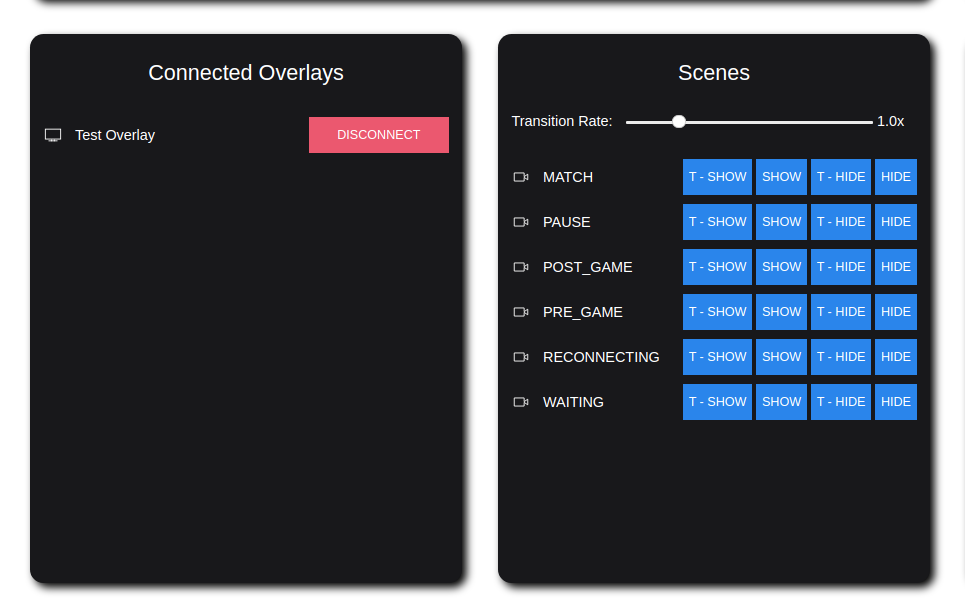 Connected Overlays
Test Overlay DISCONNECT
Scenes
Transition Rate: 1.0x
MATCH T - SHOW SHOW T - HIDE HIDE
PAUSE T - SHOW SHOW T - HIDE HIDE
POST_GAME T - SHOW SHOW T - HIDE HIDE
PRE_GAME T - SHOW SHOW T - HIDE HIDE
RECONNECTING T - SHOW SHOW T - HIDE HIDE
WAITING T - SHOW SHOW T - HIDE HIDE